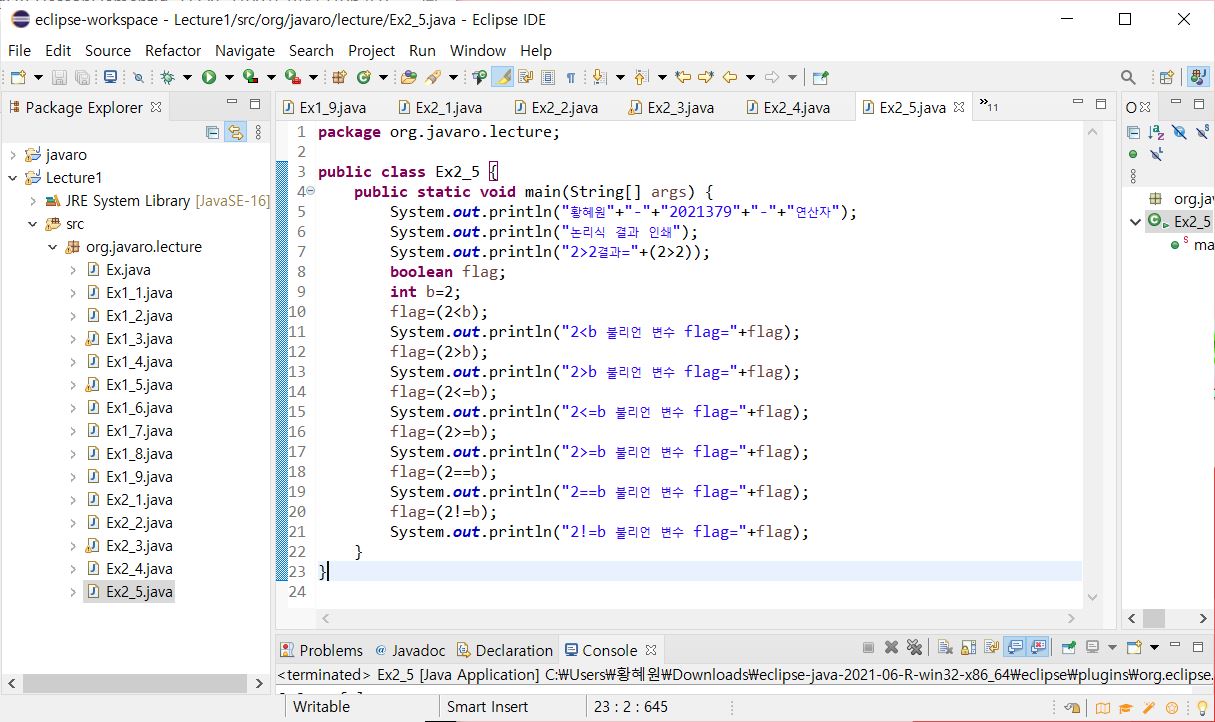 eclipse-workspace - Lecture1/src/org/javaro/lecture/Ex2_5.java - Eclipse IDE
File Edit Source Refactor Navigate Search Project Run Window Help
Package Explorer
javaro
Lecture1
JRE System Library [JavaSE-16]
src
org.javaro.lecture
Ex.java
Ex1_1.java
Ex1_2.java
Ex1_3.java
Ex1_4.java
Ex1_5.java
Ex1_6.java
Ex1_7.java
Ex1_8.java
Ex1_9.java
Ex2_1.java
Ex2_2.java
Ex2_3.java
Ex2_4.java
Ex2_5.java
Ex1_9.java Ex2_1.java Ex2_2.java Ex2_3.java Ex2_4.java Ex2_5.java »11
1 package org.javaro.lecture;
2
3 public class Ex2_5 {
4 public static void main(String[] args) {
5 System.out.println("황혜원"+"-"+"2021379"+"-"+"연산자");
6 System.out.println("논리식 결과 인쇄");
7 System.out.println("2>2결과="+(2>2));
8 boolean flag;
9 int b=2;
10 flag=(2<b);
11 System.out.println("2<b 불리언 변수 flag="+flag);
12 flag=(2>b);
13 System.out.println("2>b 불리언 변수 flag="+flag);
14 flag=(2<=b);
15 System.out.println("2<=b 불리언 변수 flag="+flag);
16 flag=(2>=b);
17 System.out.println("2>=b 불리언 변수 flag="+flag);
18 flag=(2==b);
19 System.out.println("2==b 불리언 변수 flag="+flag);
20 flag=(2!=b);
21 System.out.println("2!=b 불리언 변수 flag="+flag);
22 }
23 }
24
O
org.jav
Ex2_5
ma
Problems @ Javadoc Declaration Console
<terminated> Ex2_5 [Java Application] C:₩Users₩황혜원₩Downloads₩eclipse-java-2021-06-R-win32-x86_64₩eclipse₩plugins₩org.eclipse.
Writable Smart Insert 23 : 2 : 645